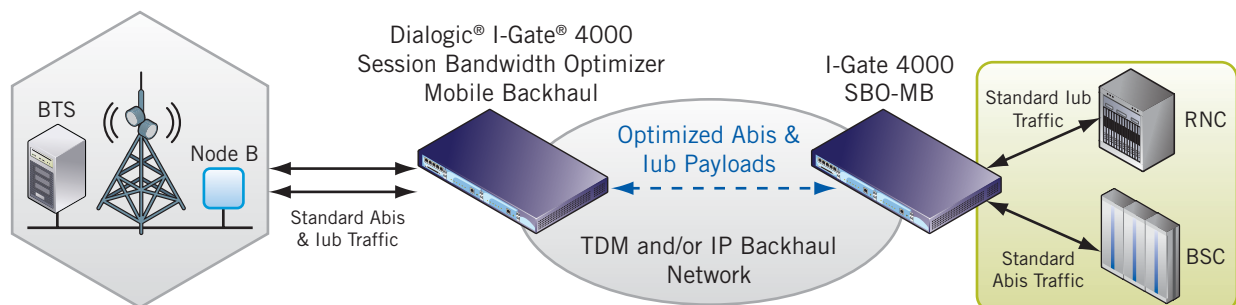 Dialogic® I-Gate® 4000
Session Bandwidth Optimizer
Mobile Backhaul
I-Gate 4000
SBO-MB
BTS
Node B
Standard Abis
& Iub Traffic
Optimized Abis &
Iub Payloads
TDM and/or IP Backhaul
Network
Standard Iub
Traffic
RNC
Standard
Abis Traffic
BSC